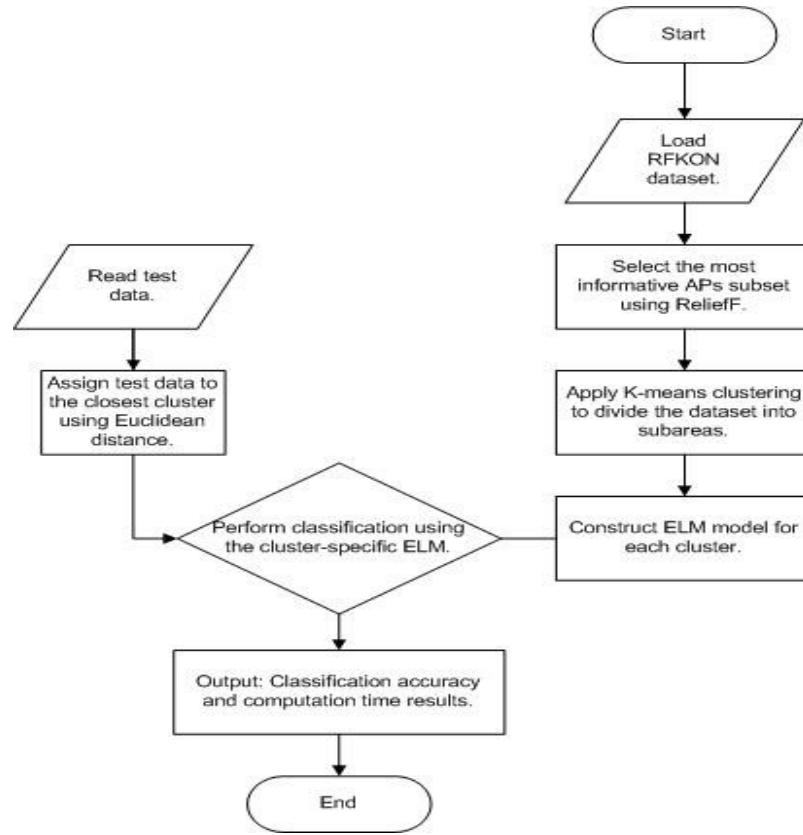 Start
Load
RFKON
dataset.
Select the most
informative APs subset
using ReliefF.
Apply K-means clustering
to divide the dataset into
subareas.
Construct ELM model for
each cluster.
Read test
data.
Assign test data to
the closest cluster
using Euclidean
distance.
Perform classification using
the cluster-specific ELM.
Output: Classification accuracy
and computation time results.
End